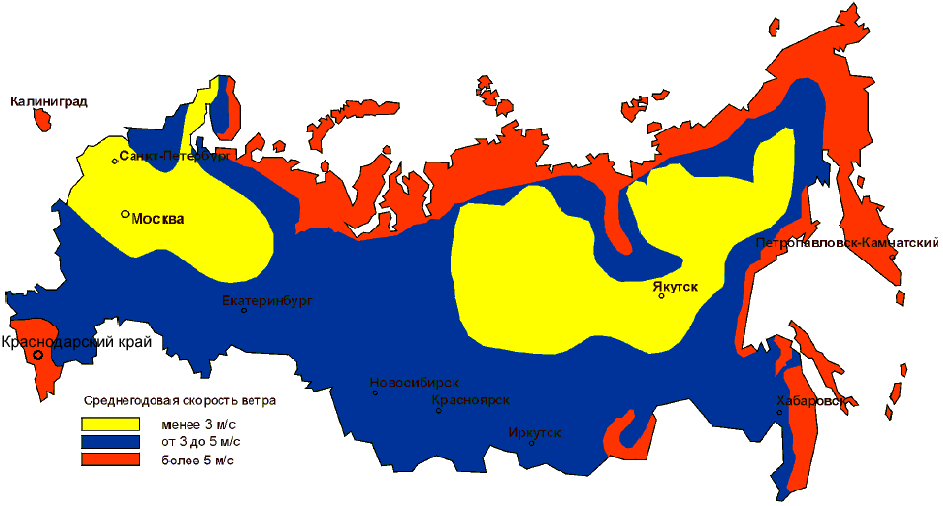 Калининград
Санкт-Петербург
Москва
Петропавловск-Камчатский
Якутск
Екатеринбург
Краснодарский край
Новосибирск
Красноярск
Хабаровск
Иркутск
Среднегодовая скорость ветра
менее 3 м/с
от 3 до 5 м/с
более 5 м/с